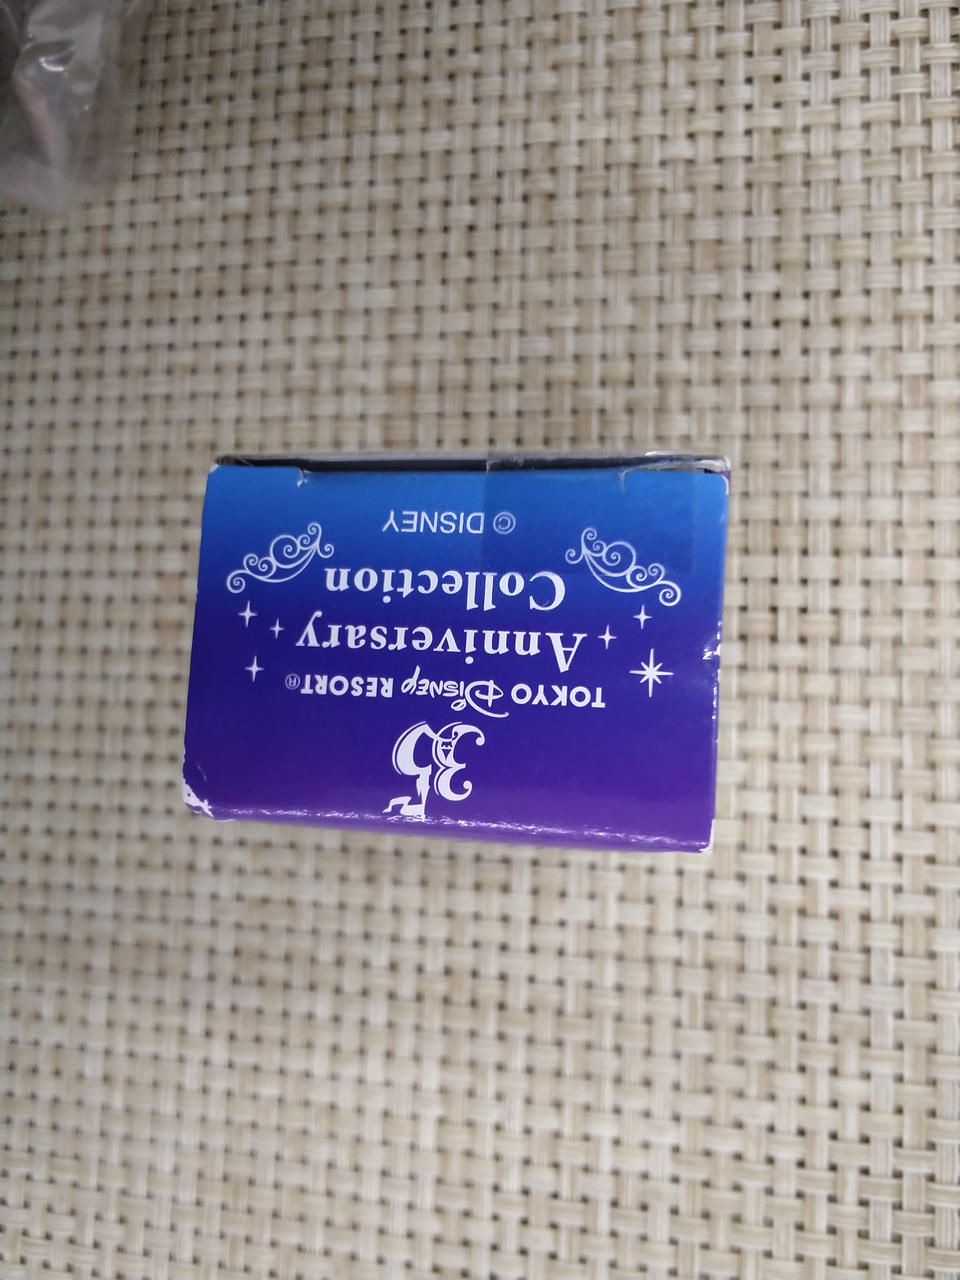 35
TOKYO Disney RESORT®
Anniversary
Collection
© DISNEY